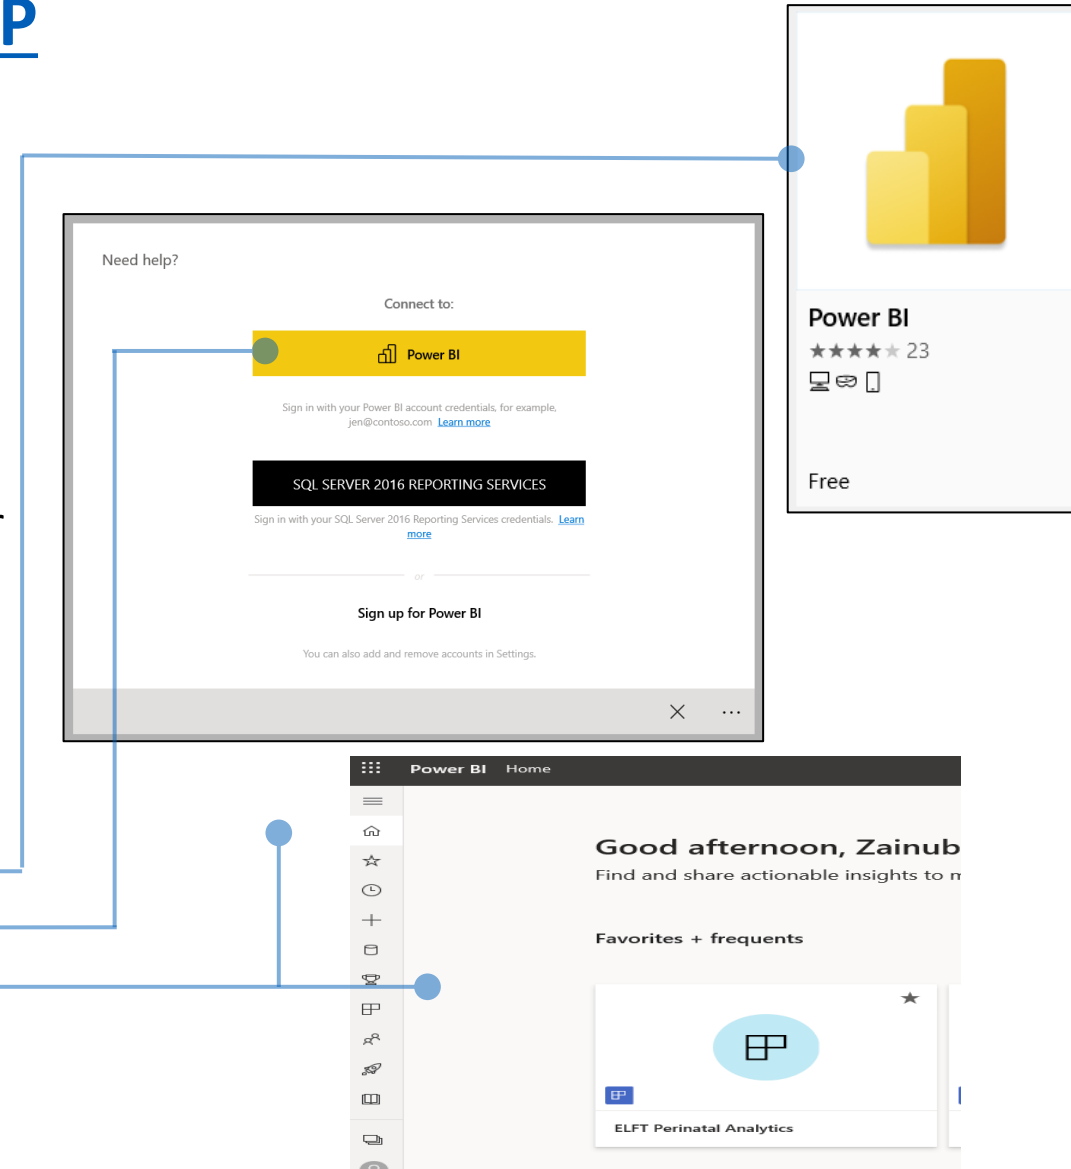 P
Power BI
23
Free
Need help?
Connect to:
Power BI
Sign in with your Power BI account credentials, for example,
jen@contoso.com Learn more
SQL SERVER 2016 REPORTING SERVICES
Sign in with your SQL Server 2016 Reporting Services credentials. Learn
more
or
Sign up for Power BI
You can also add and remove accounts in Settings.
Power BI Home
Good afternoon, Zainub
Find and share actionable insights to
Favorites + frequents
ELFT Perinatal Analytics